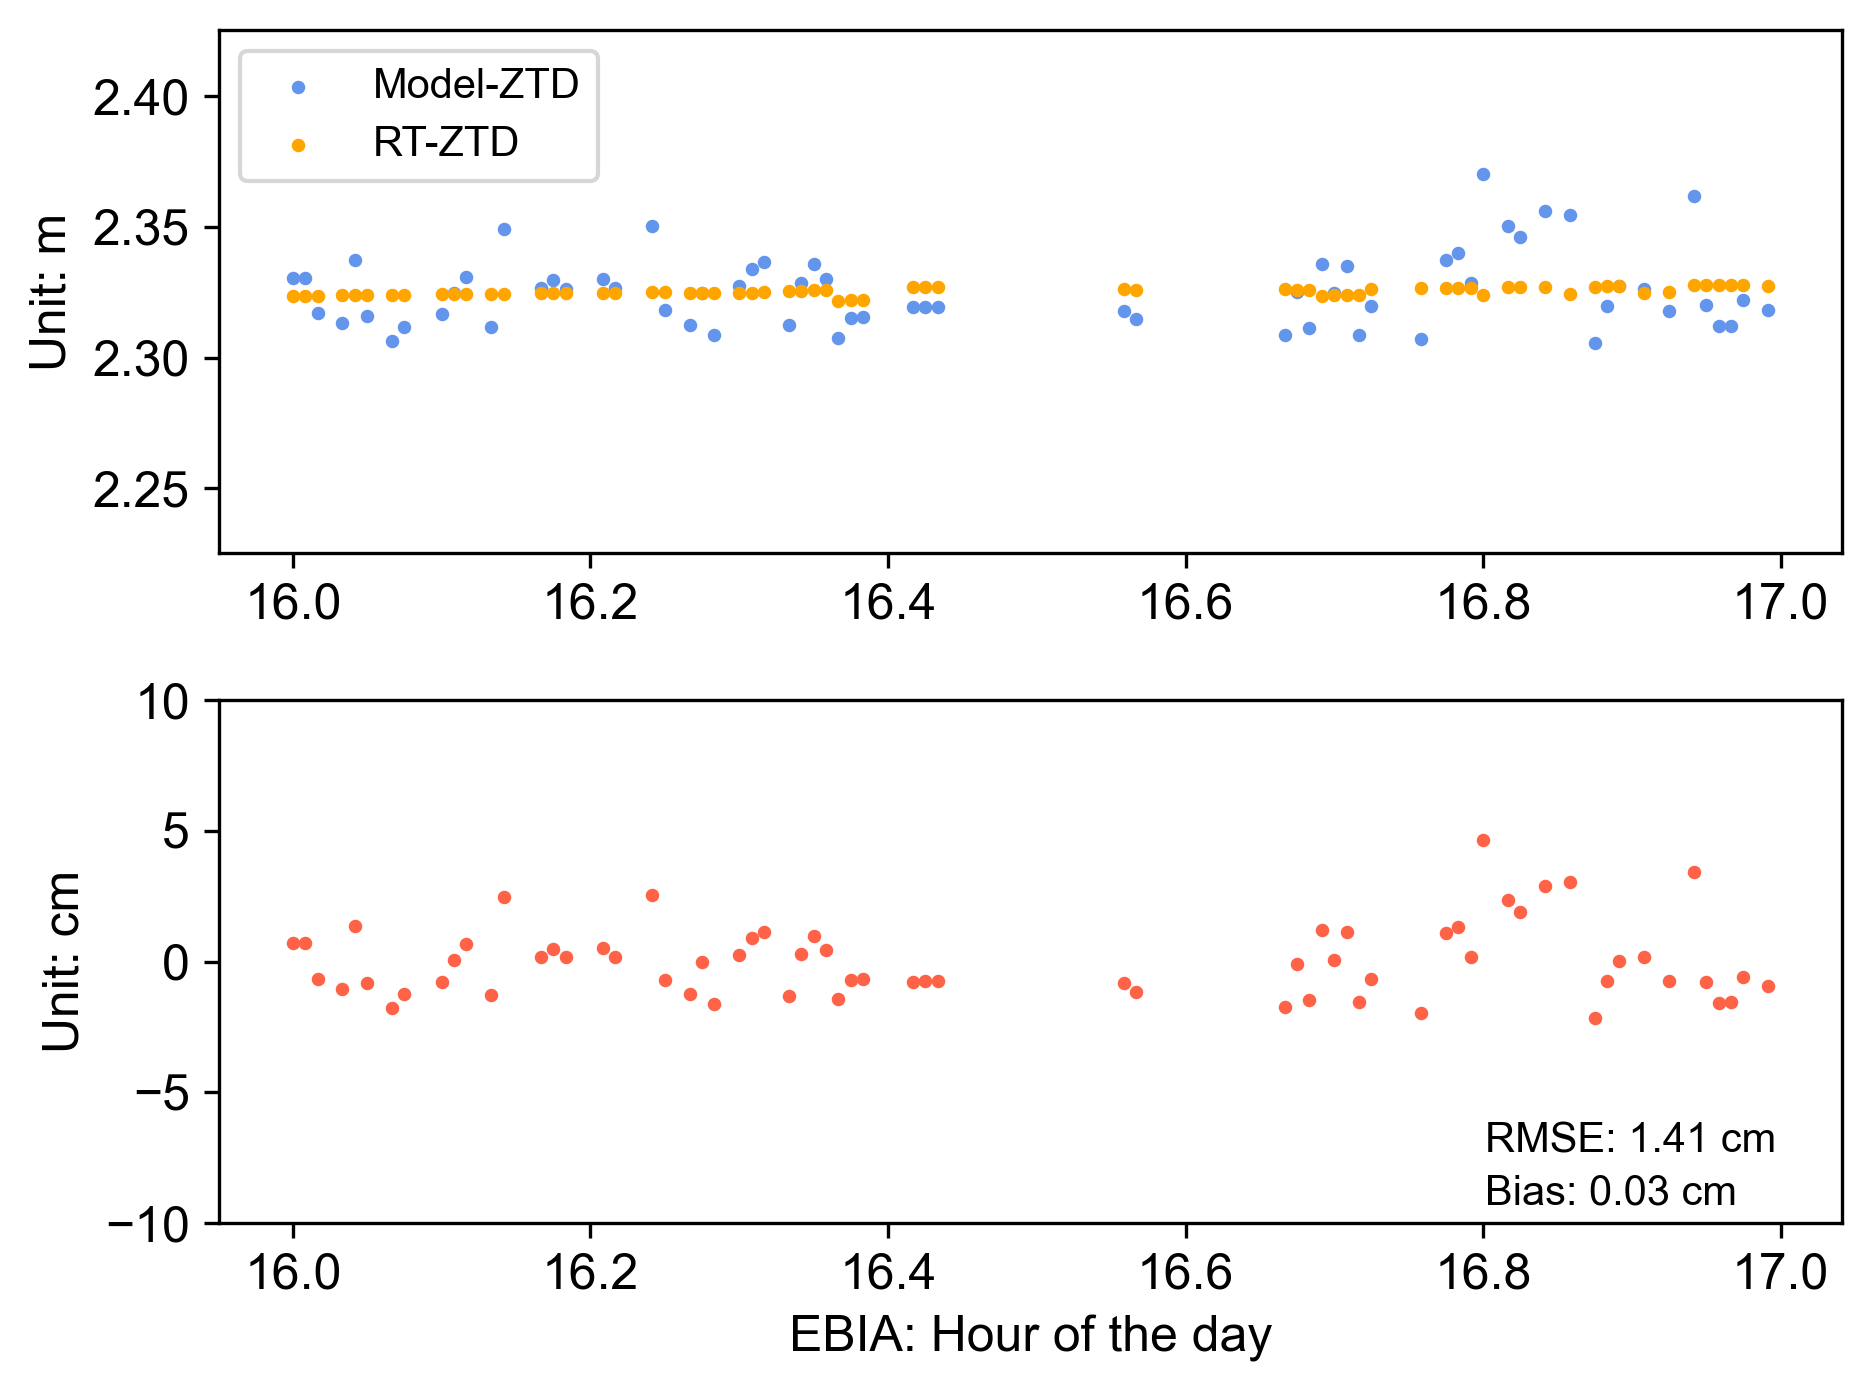 Model-ZTD
RT-ZTD
Unit: m
2.40
2.35
2.30
2.25
16.0 16.2 16.4 16.6 16.8 17.0
Unit: cm
10
5
0
−5
−10
RMSE: 1.41 cm
Bias: 0.03 cm
16.0 16.2 16.4 16.6 16.8 17.0
EBIA: Hour of the day